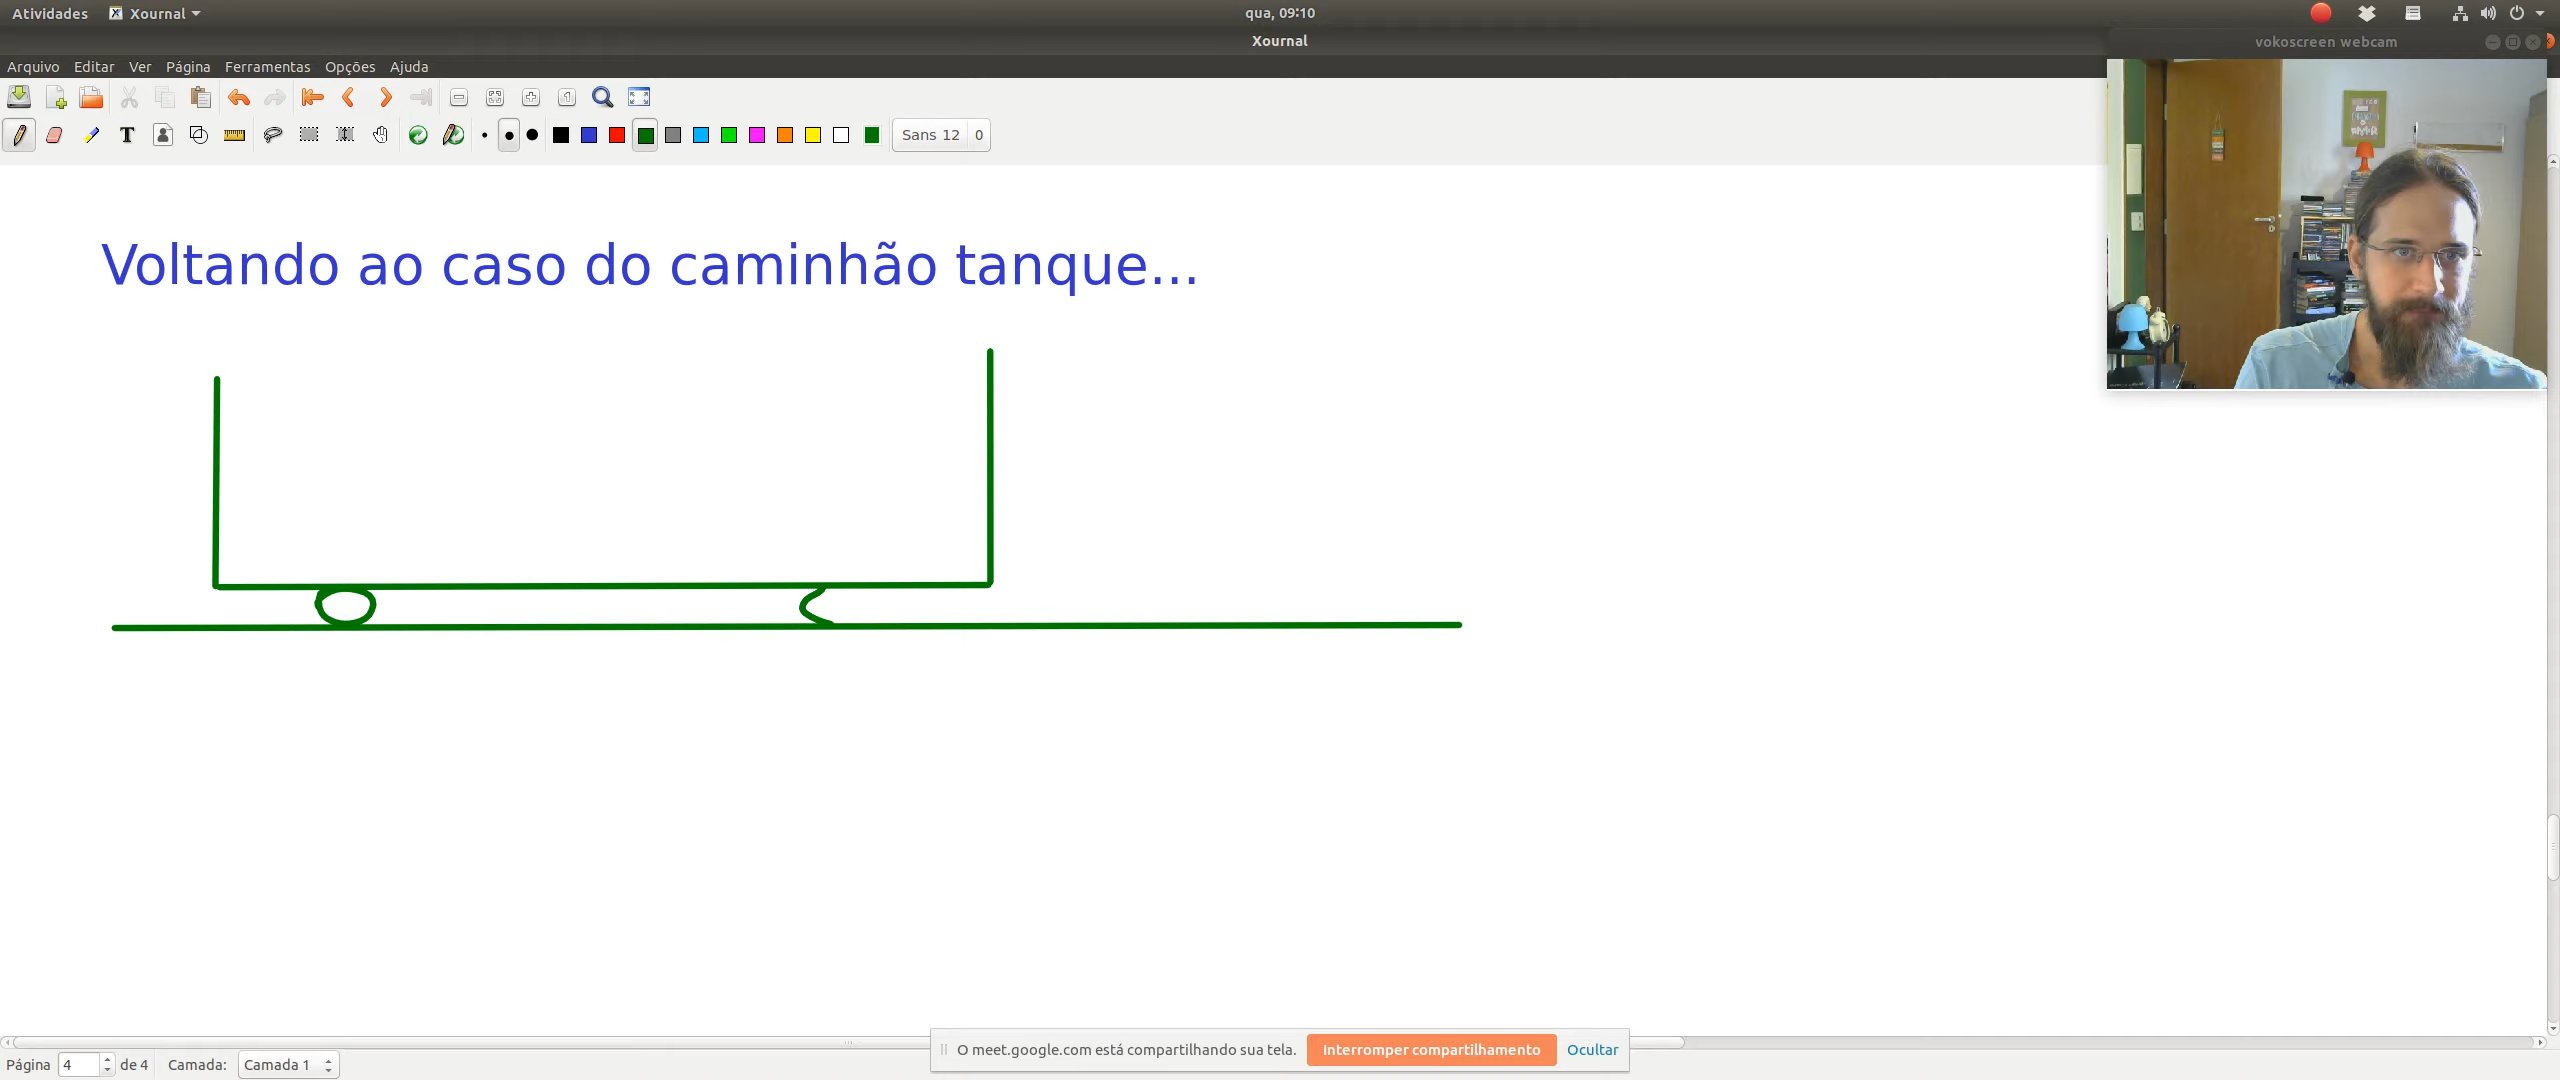 Atividades Xournal qua, 09:10
Xournal
vokoscreen webcam
Arquivo Editar Ver Página Ferramentas Opções Ajuda
T Sans 12 0
Voltando ao caso do caminhão tanque...
O meet.google.com está compartilhando sua tela. Interromper compartilhamento Ocultar
Página 4 de 4 Camada: Camada 1